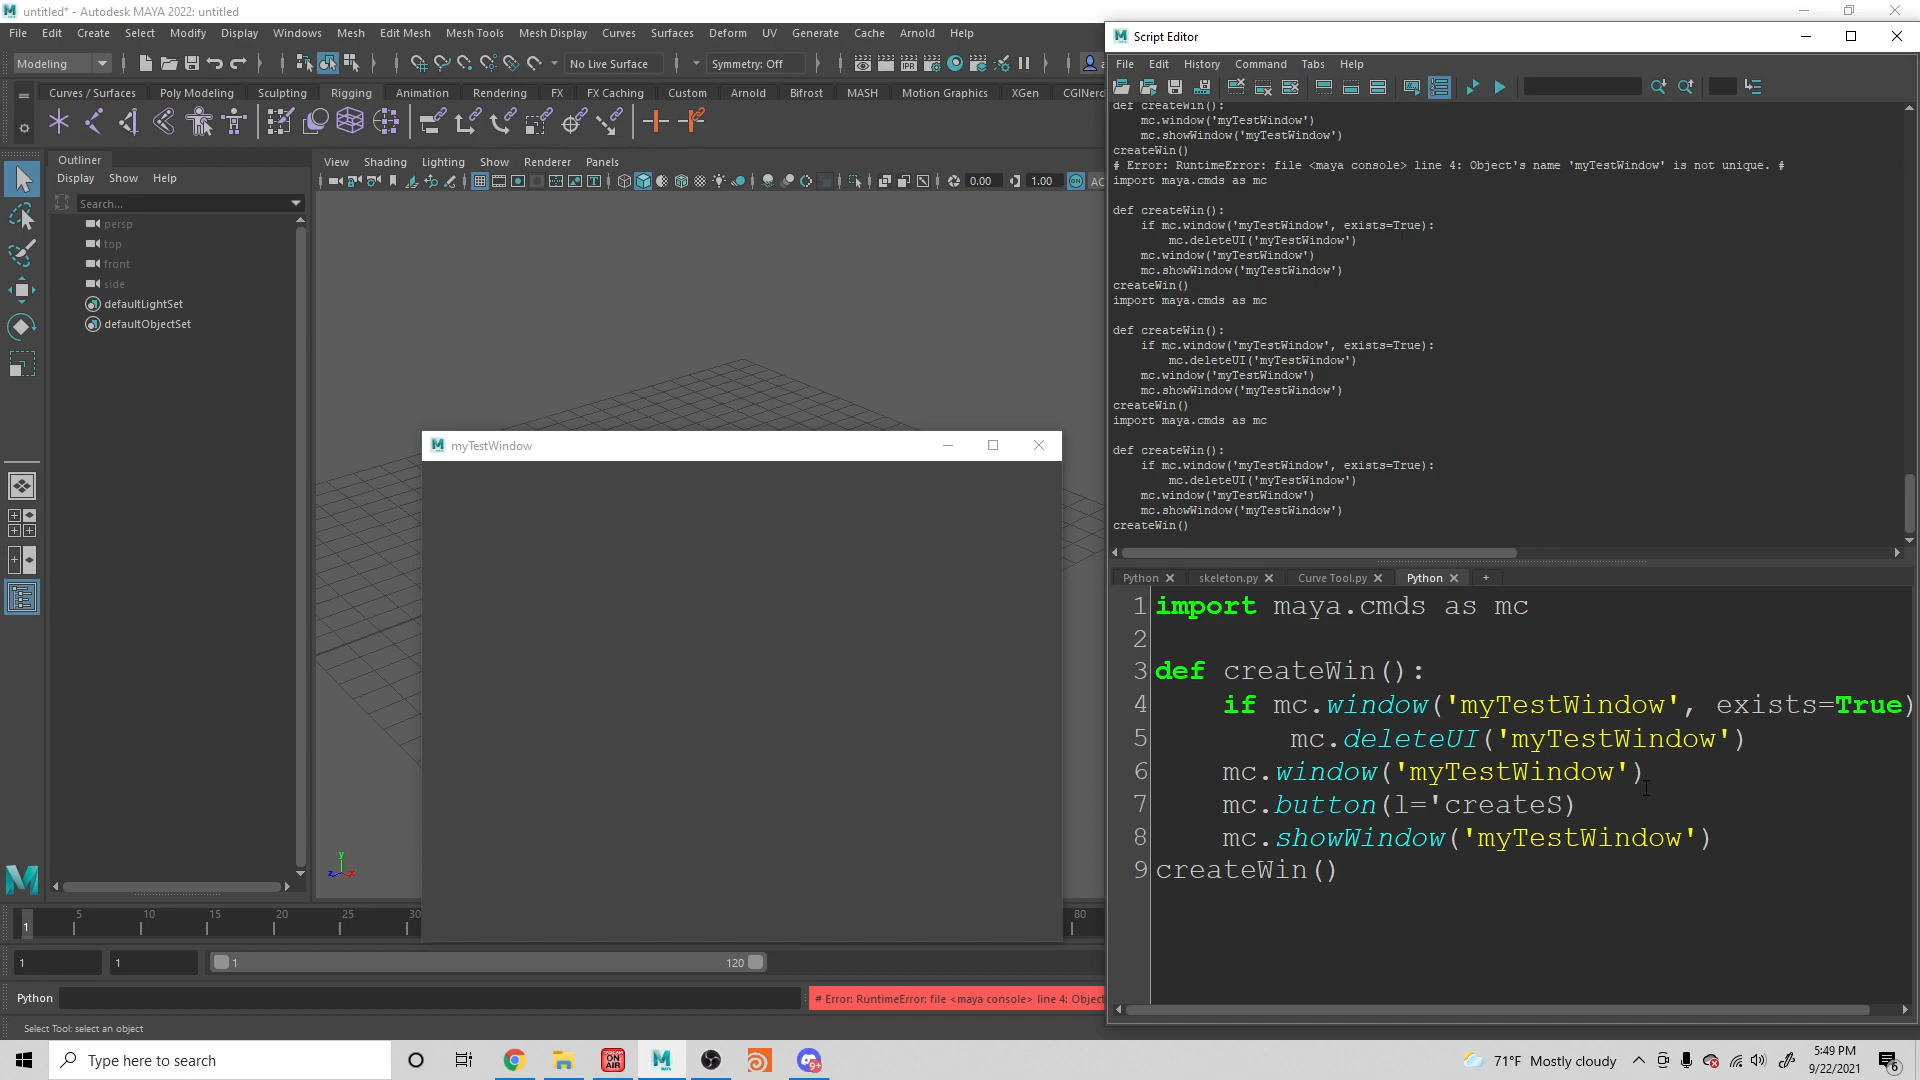 untitled* - Autodesk MAYA 2022: untitled
File Edit Create Select Modify Display Windows Mesh Edit Mesh Mesh Tools Mesh Display Curves Surfaces Deform UV Generate Cache Arnold Help
Modeling No Live Surface Symmetry: Off
Curves / Surfaces Poly Modeling Sculpting Rigging Animation Rendering FX FX Caching Custom Arnold Bifrost MASH Motion Graphics XGen CGINerd
Outliner
Display Show Help
Search...
persp
top
front
side
defaultLightSet
defaultObjectSet
View Shading Lighting Show Renderer Panels
0.00 1.00 ON AC
myTestWindow
y
z x
Script Editor
File Edit History Command Tabs Help
def createWin():
    mc.window('myTestWindow')
    mc.showWindow('myTestWindow')
createWin()
# Error: RuntimeError: file <maya console> line 4: Object's name 'myTestWindow' is not unique. #
import maya.cmds as mc
def createWin():
    if mc.window('myTestWindow', exists=True):
        mc.deleteUI('myTestWindow')
    mc.window('myTestWindow')
    mc.showWindow('myTestWindow')
createWin()
import maya.cmds as mc
def createWin():
    if mc.window('myTestWindow', exists=True):
        mc.deleteUI('myTestWindow')
    mc.window('myTestWindow')
    mc.showWindow('myTestWindow')
createWin()
import maya.cmds as mc
def createWin():
    if mc.window('myTestWindow', exists=True):
        mc.deleteUI('myTestWindow')
    mc.window('myTestWindow')
    mc.showWindow('myTestWindow')
createWin()
Python skeleton.py Curve Tool.py Python +
1 import maya.cmds as mc
2
3 def createWin():
4     if mc.window('myTestWindow', exists=True)
5         mc.deleteUI('myTestWindow')
6     mc.window('myTestWindow')
7     mc.button(l='createS)
8     mc.showWindow('myTestWindow')
9 createWin()
1 5 10 15 20 25 30 80
1 1 1 120
Python # Error: RuntimeError: file <maya console> line 4: Object
Select Tool: select an object
Type here to search
ON AIR
MAYA
9+
71°F Mostly cloudy
5:49 PM
9/22/2021
6